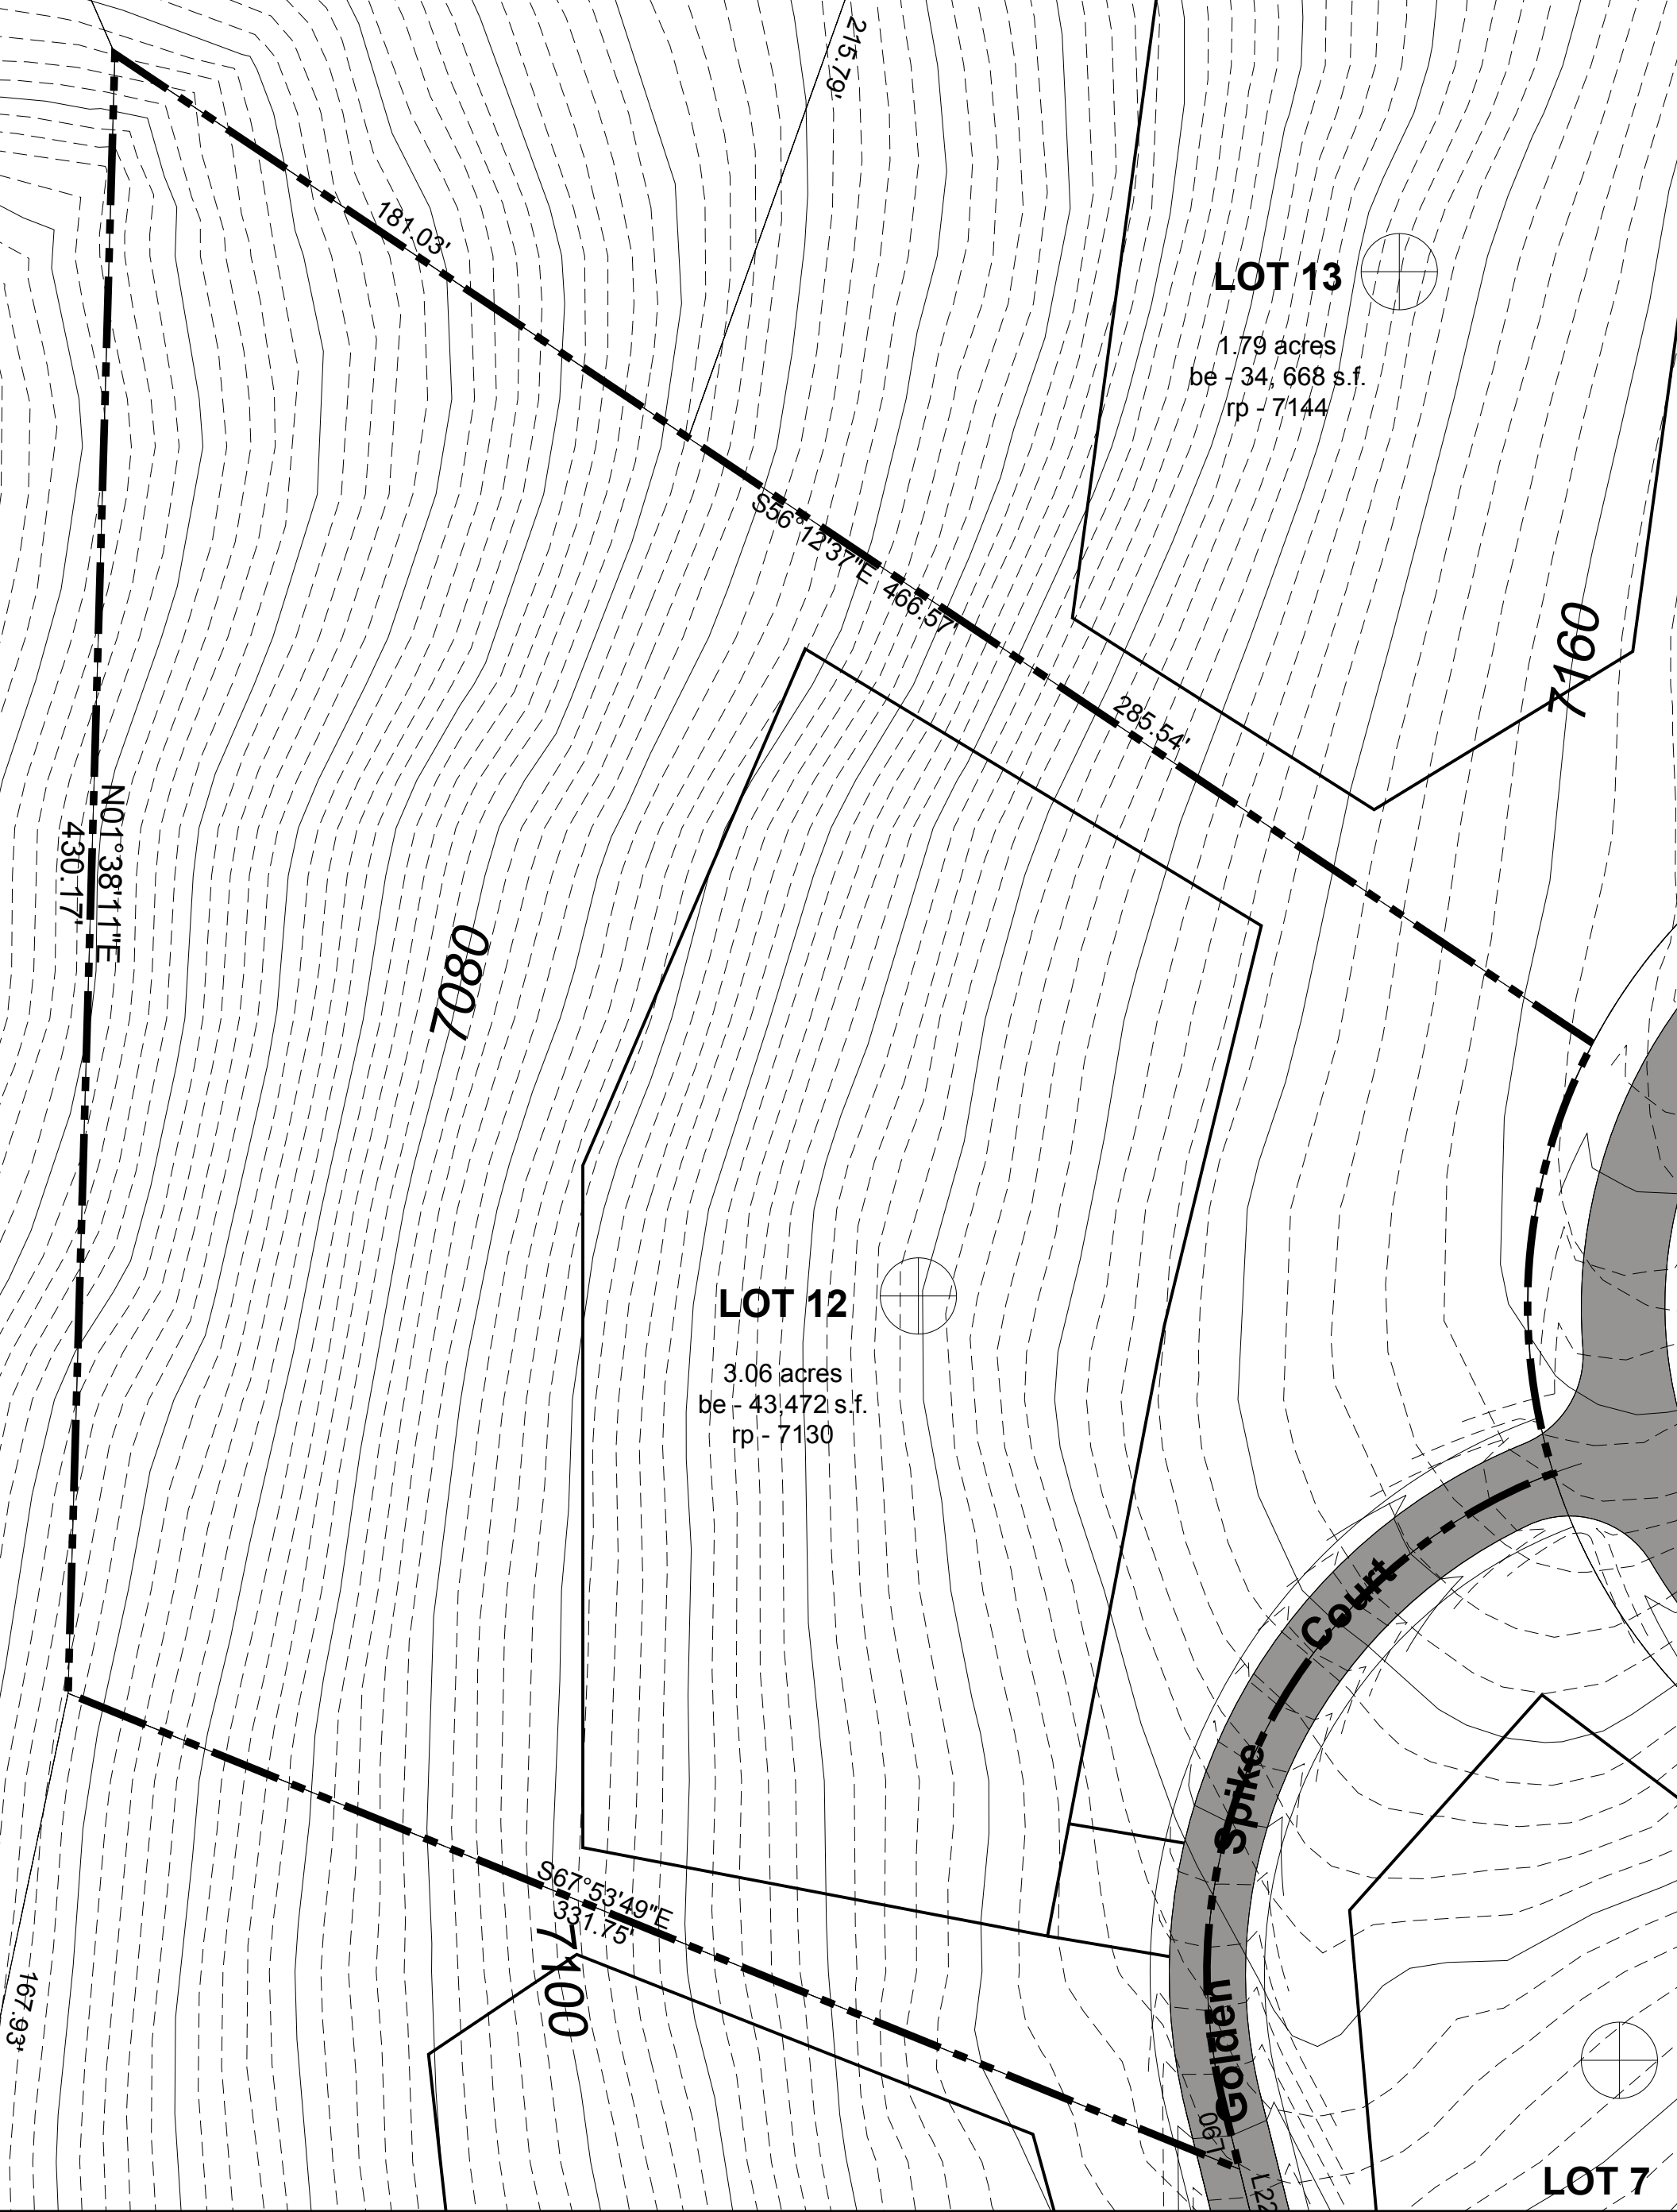 215.79'
181.03'
LOT 13
1.79 acres
be - 34, 668 s.f.
rp - 7144
S56°12'37"E 466.57'
7160
285.54'
N01°38'11"E
430.17'
7080
LOT 12
3.06 acres
be - 43,472 s.f.
rp - 7130
Golden Spike Court
S67°53'49"E
331.75'
7100
167.93'
L90
LOT 7